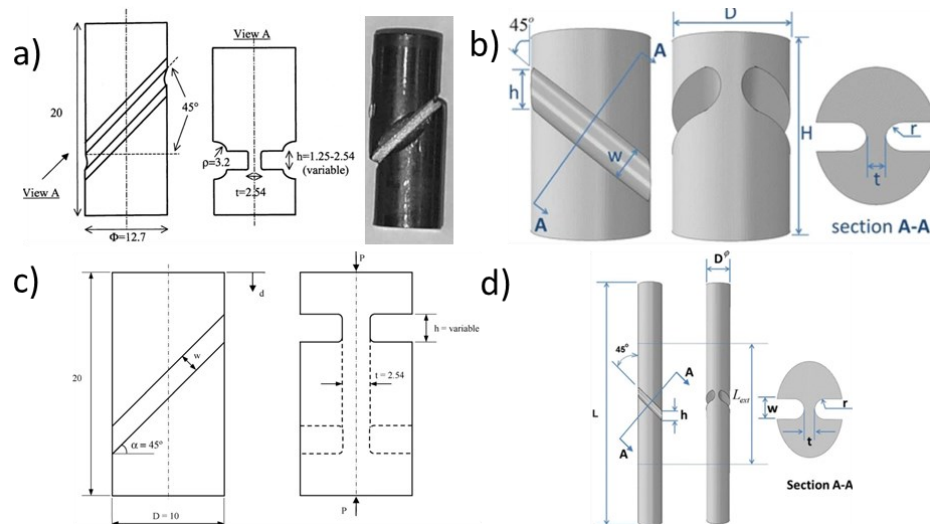 a)
View A
20
45°
ρ=3.2
h=1.25-2.54
(variable)
t=2.54
View A
Φ=12.7
b)
45°
A
h
w
A
D
H
r
t
section A-A
c)
P
d
h = variable
w
20
t = 2.54
α = 45°
D = 10
P
d)
Dᵠ
45°
A
L
h
A
L_ext
w
r
t
Section A-A